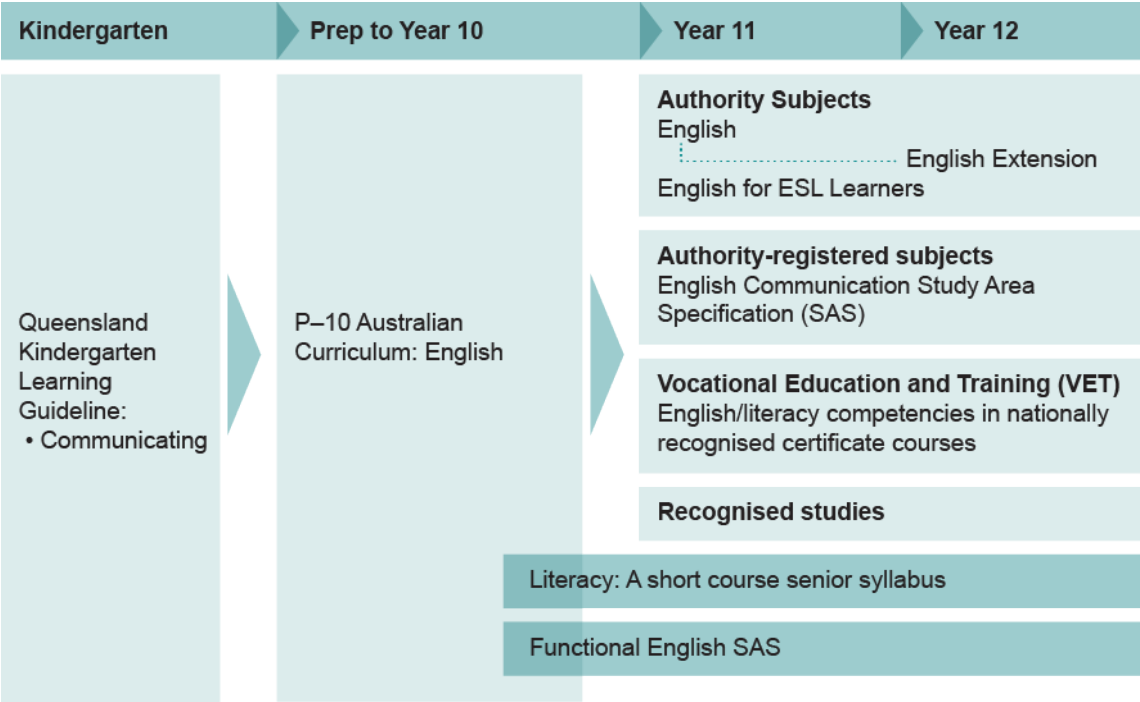 Kindergarten
Prep to Year 10
Year 11
Year 12
Queensland
Kindergarten
Learning
Guideline:
• Communicating
P–10 Australian
Curriculum: English
Authority Subjects
English
English Extension
English for ESL Learners
Authority-registered subjects
English Communication Study Area
Specification (SAS)
Vocational Education and Training (VET)
English/literacy competencies in nationally
recognised certificate courses
Recognised studies
Literacy: A short course senior syllabus
Functional English SAS